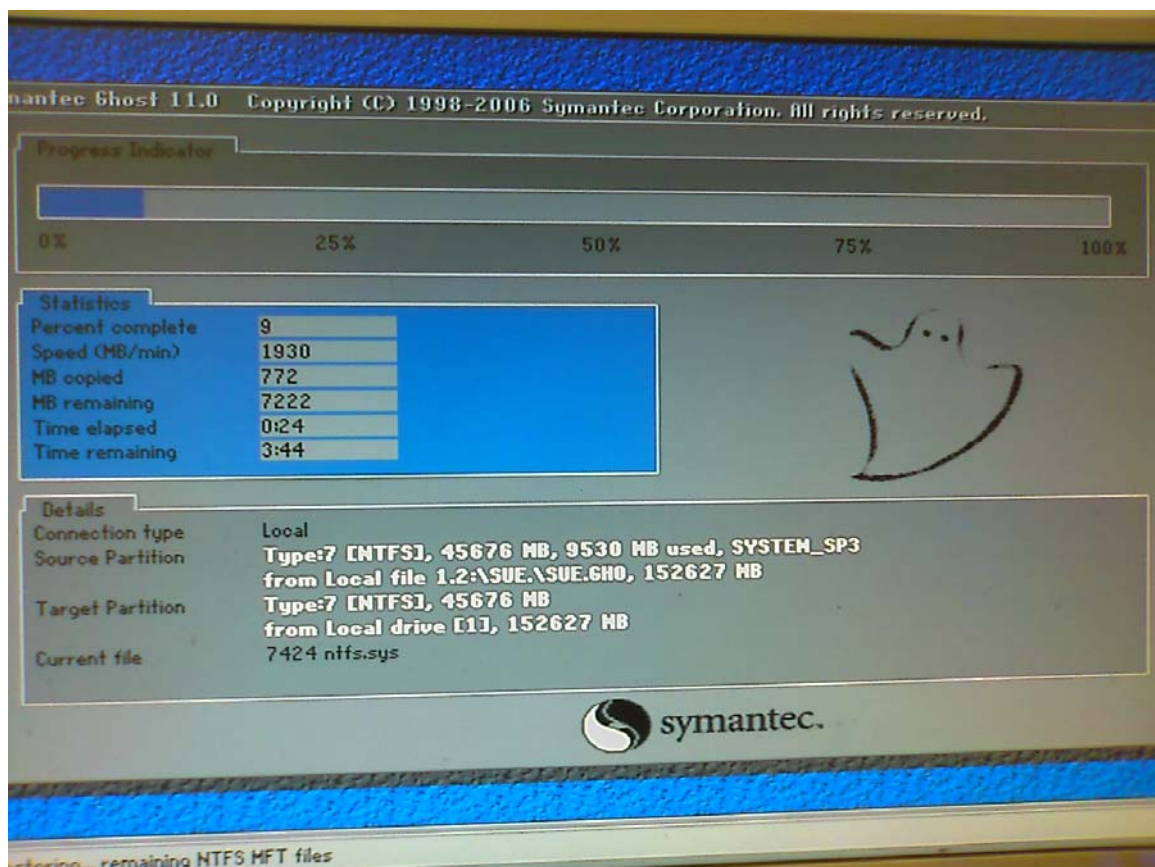 mantec Ghost 11.0 Copyright (C) 1998-2006 Symantec Corporation. All rights reserved.
Progress Indicator
0% 25% 50% 75% 100%
Statistics
Percent complete 9
Speed (MB/min) 1930
MB copied 772
MB remaining 7222
Time elapsed 0:24
Time remaining 3:44
Details
Connection type Local
Source Partition Type:7 [NTFS], 45676 MB, 9530 MB used, SYSTEM_SP3
from Local file 1.2:\SUE.\SUE.GHO, 152627 MB
Target Partition Type:7 [NTFS], 45676 MB
from Local drive [1], 152627 MB
Current file 7424 ntfs.sys
symantec.
remaining NTFS MFT files